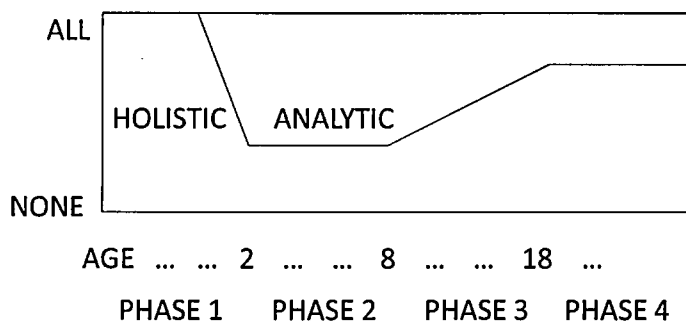 ALL
HOLISTIC ANALYTIC
NONE
AGE ... ... 2 ... ... 8 ... ... 18 ...
PHASE 1 PHASE 2 PHASE 3 PHASE 4